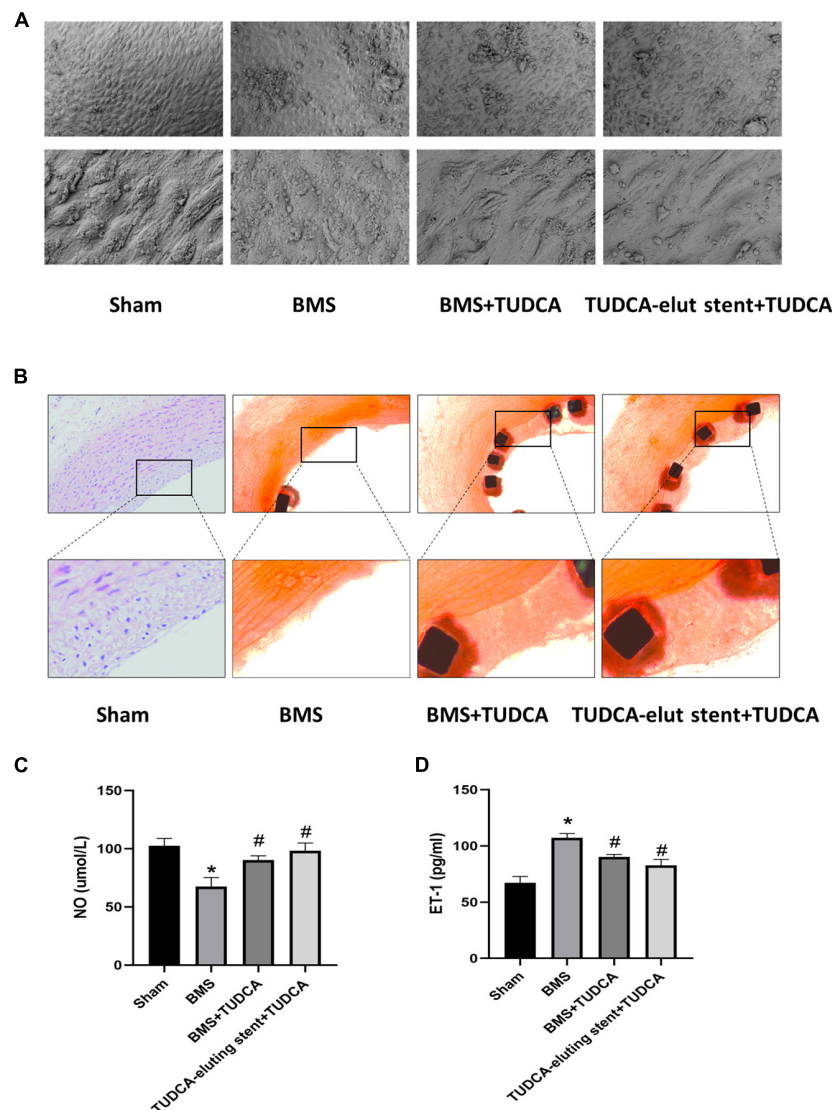 A
Sham BMS BMS+TUDCA TUDCA-elut stent+TUDCA
B
Sham BMS BMS+TUDCA TUDCA-elut stent+TUDCA
C
150
100
50
0
NO (umol/L)
*
#
#
Sham
BMS
BMS+TUDCA
TUDCA-eluting stent+TUDCA
D
150
100
50
0
ET-1 (pg/ml)
*
#
#
Sham
BMS
BMS+TUDCA
TUDCA-eluting stent+TUDCA